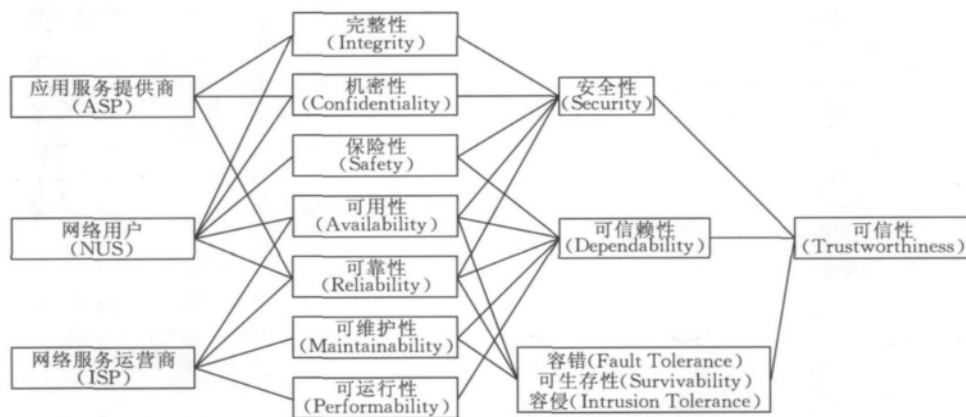 应用服务提供商
(ASP)
网络用户
(NUS)
网络服务运营商
(ISP)
完整性
(Integrity)
机密性
(Confidentiality)
保险性
(Safety)
可用性
(Availability)
可靠性
(Reliability)
可维护性
(Maintainability)
可运行性
(Performability)
安全性
(Security)
可信赖性
(Dependability)
容错(Fault Tolerance)
可生存性(Survivability)
容侵(Intrusion Tolerance)
可信性
(Trustworthiness)